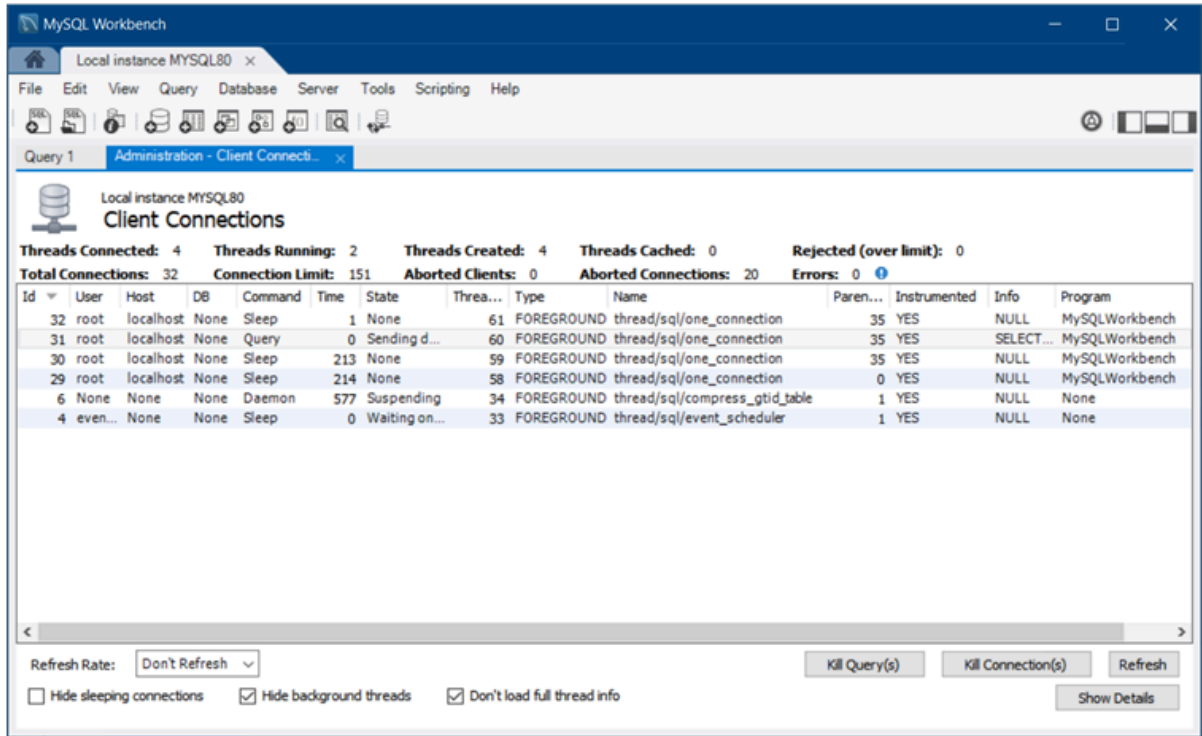 MySQL Workbench
Local instance MYSQL80
File Edit View Query Database Server Tools Scripting Help
Query 1 Administration - Client Connecti...
Local instance MYSQL80
Client Connections
Threads Connected: 4 Threads Running: 2 Threads Created: 4 Threads Cached: 0 Rejected (over limit): 0
Total Connections: 32 Connection Limit: 151 Aborted Clients: 0 Aborted Connections: 20 Errors: 0
Id User Host DB Command Time State Threa... Type Name Paren... Instrumented Info Program
32 root localhost None Sleep 1 None 61 FOREGROUND thread/sql/one_connection 35 YES NULL MySQLWorkbench
31 root localhost None Query 0 Sending d... 60 FOREGROUND thread/sql/one_connection 35 YES SELECT... MySQLWorkbench
30 root localhost None Sleep 213 None 59 FOREGROUND thread/sql/one_connection 35 YES NULL MySQLWorkbench
29 root localhost None Sleep 214 None 58 FOREGROUND thread/sql/one_connection 0 YES NULL MySQLWorkbench
6 None None None Daemon 577 Suspending 34 FOREGROUND thread/sql/compress_gtid_table 1 YES NULL None
4 even... None None Sleep 0 Waiting on... 33 FOREGROUND thread/sql/event_scheduler 1 YES NULL None
Refresh Rate: Don't Refresh Kill Query(s) Kill Connection(s) Refresh
Hide sleeping connections Hide background threads Don't load full thread info Show Details